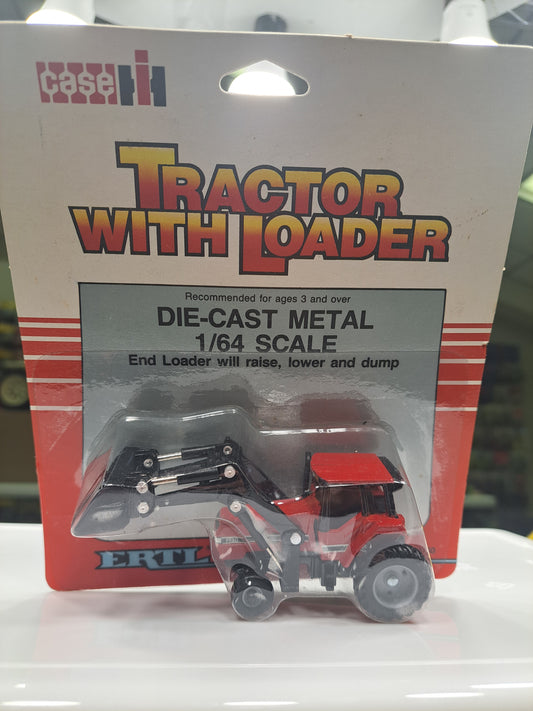 case IH
TRACTOR
WITH LOADER
Recommended for ages 3 and over
DIE-CAST METAL
1/64 SCALE
End Loader will raise, lower and dump
ERTL